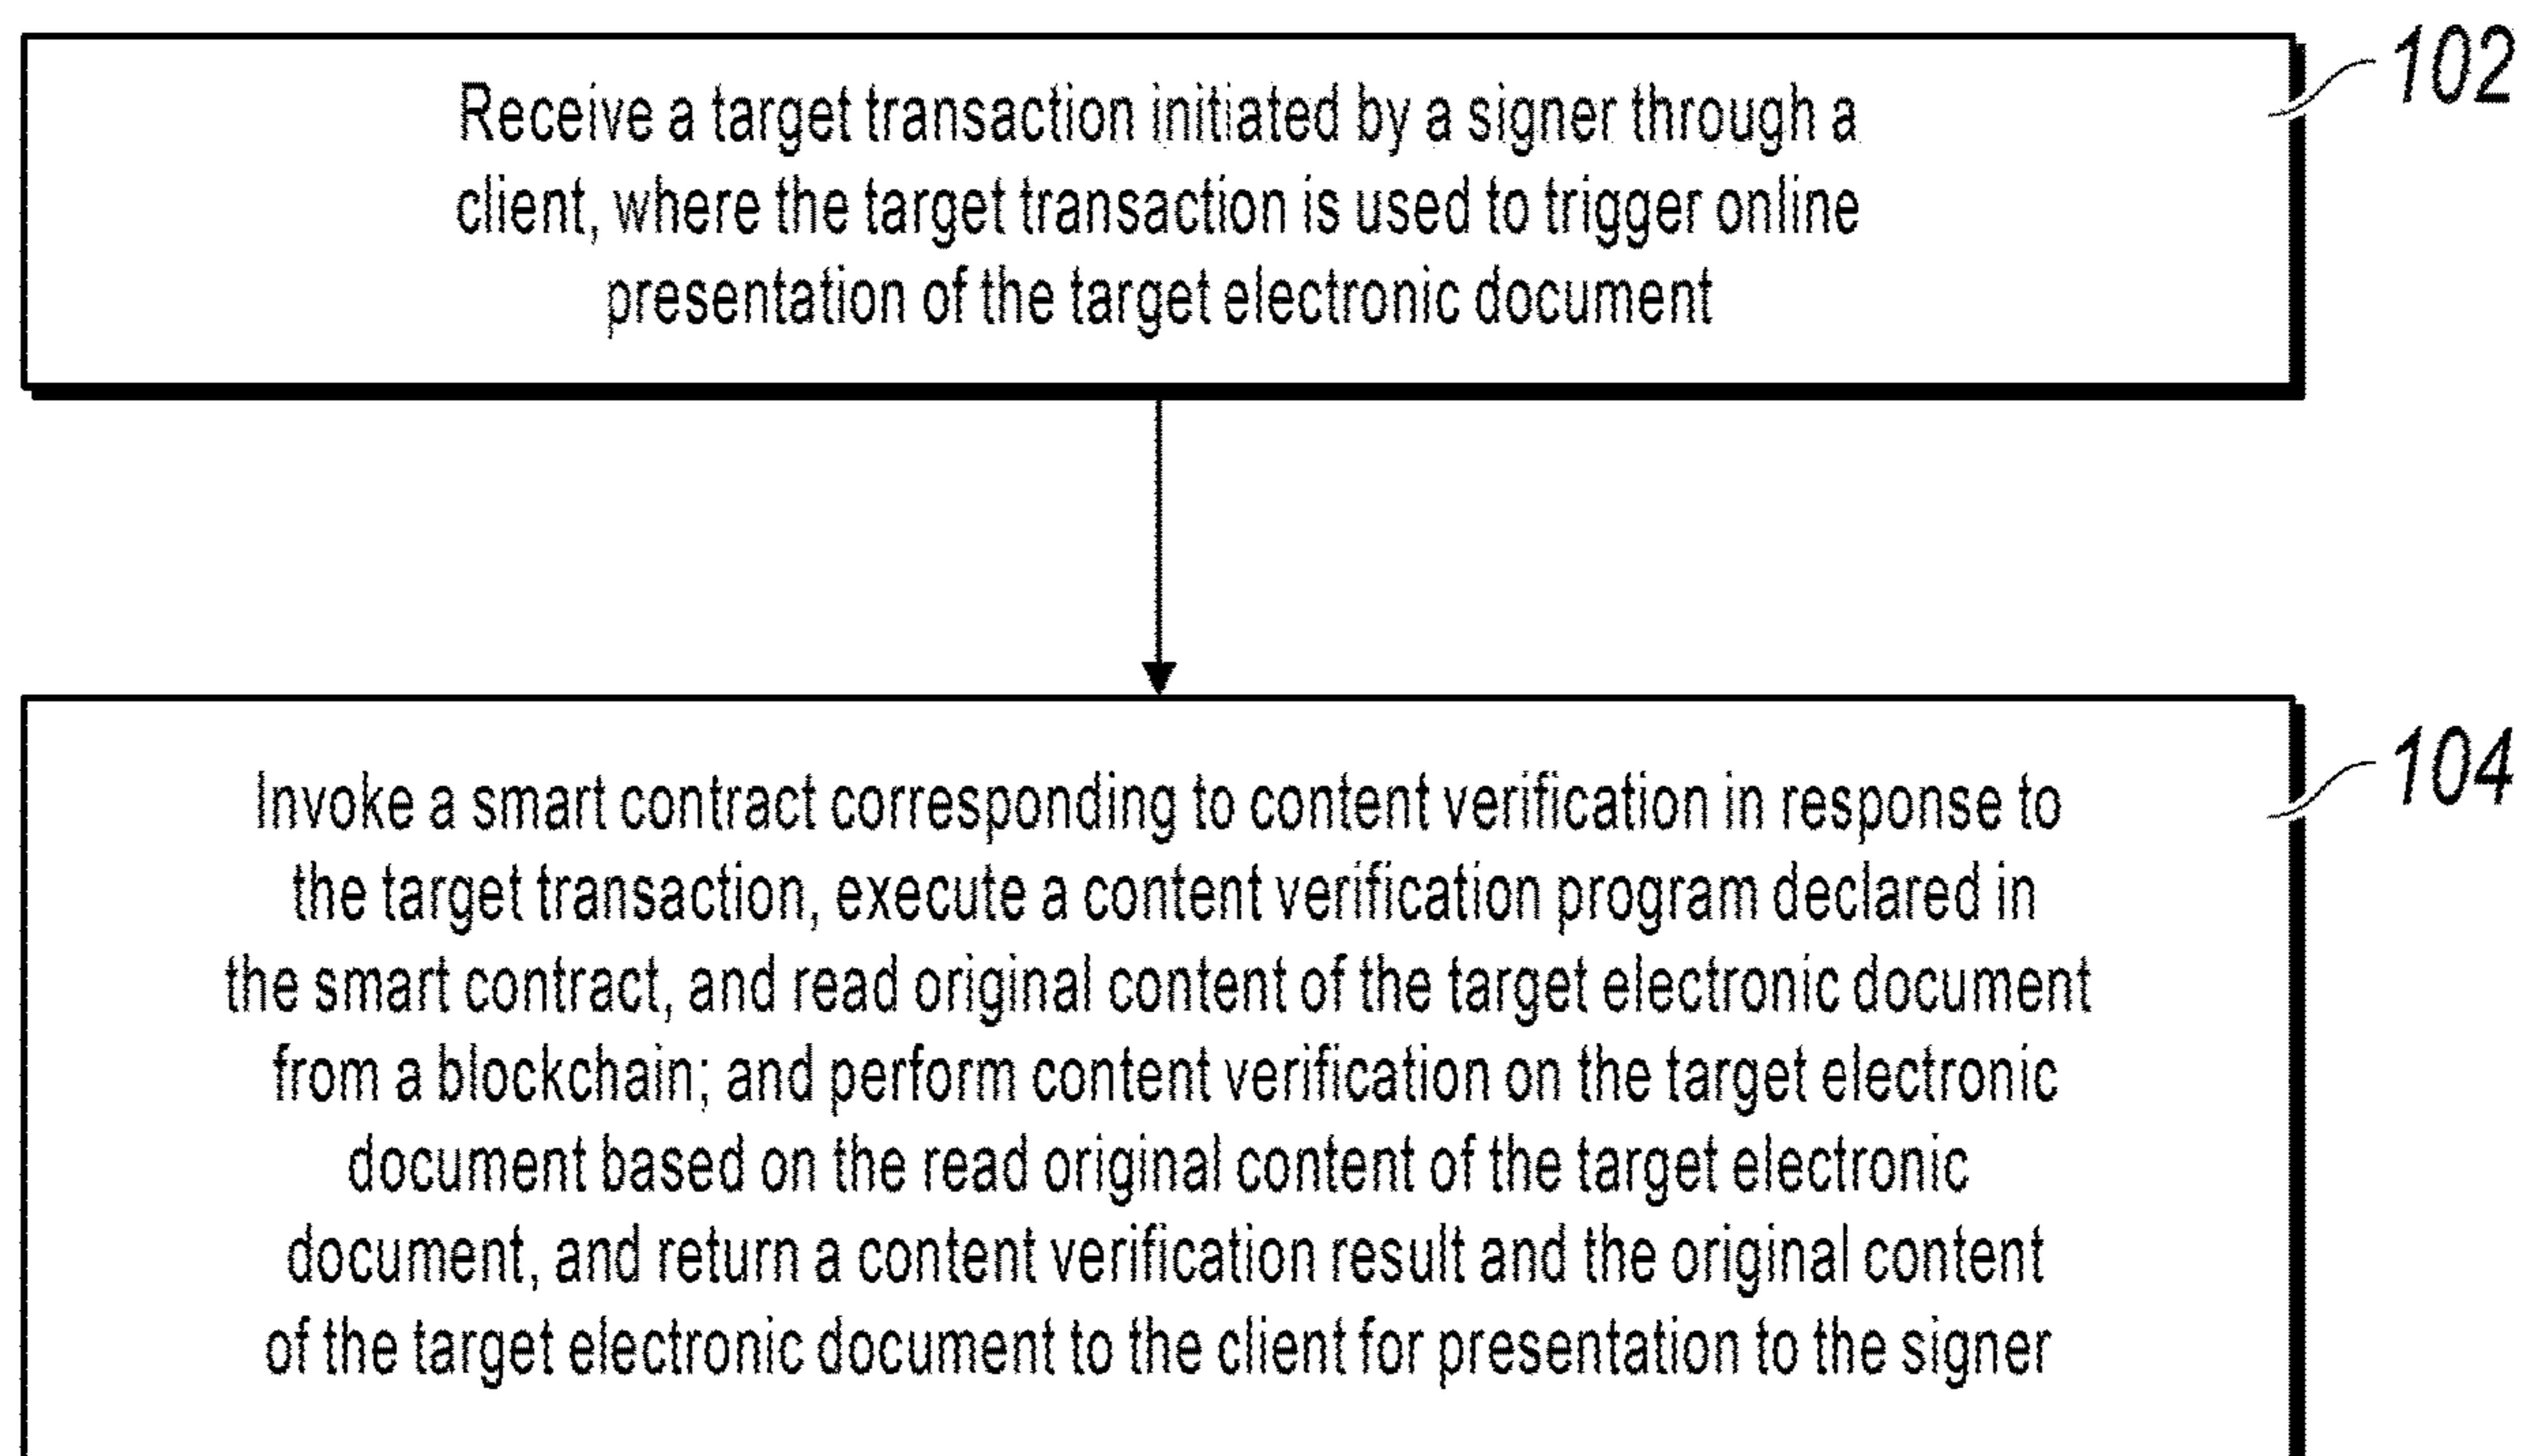 Receive a target transaction initiated by a signer through a
client, where the target transaction is used to trigger online
presentation of the target electronic document
102
Invoke a smart contract corresponding to content verification in response to
the target transaction, execute a content verification program declared in
the smart contract, and read original content of the target electronic document
from a blockchain; and perform content verification on the target electronic
document based on the read original content of the target electronic
document, and return a content verification result and the original content
of the target electronic document to the client for presentation to the signer
104